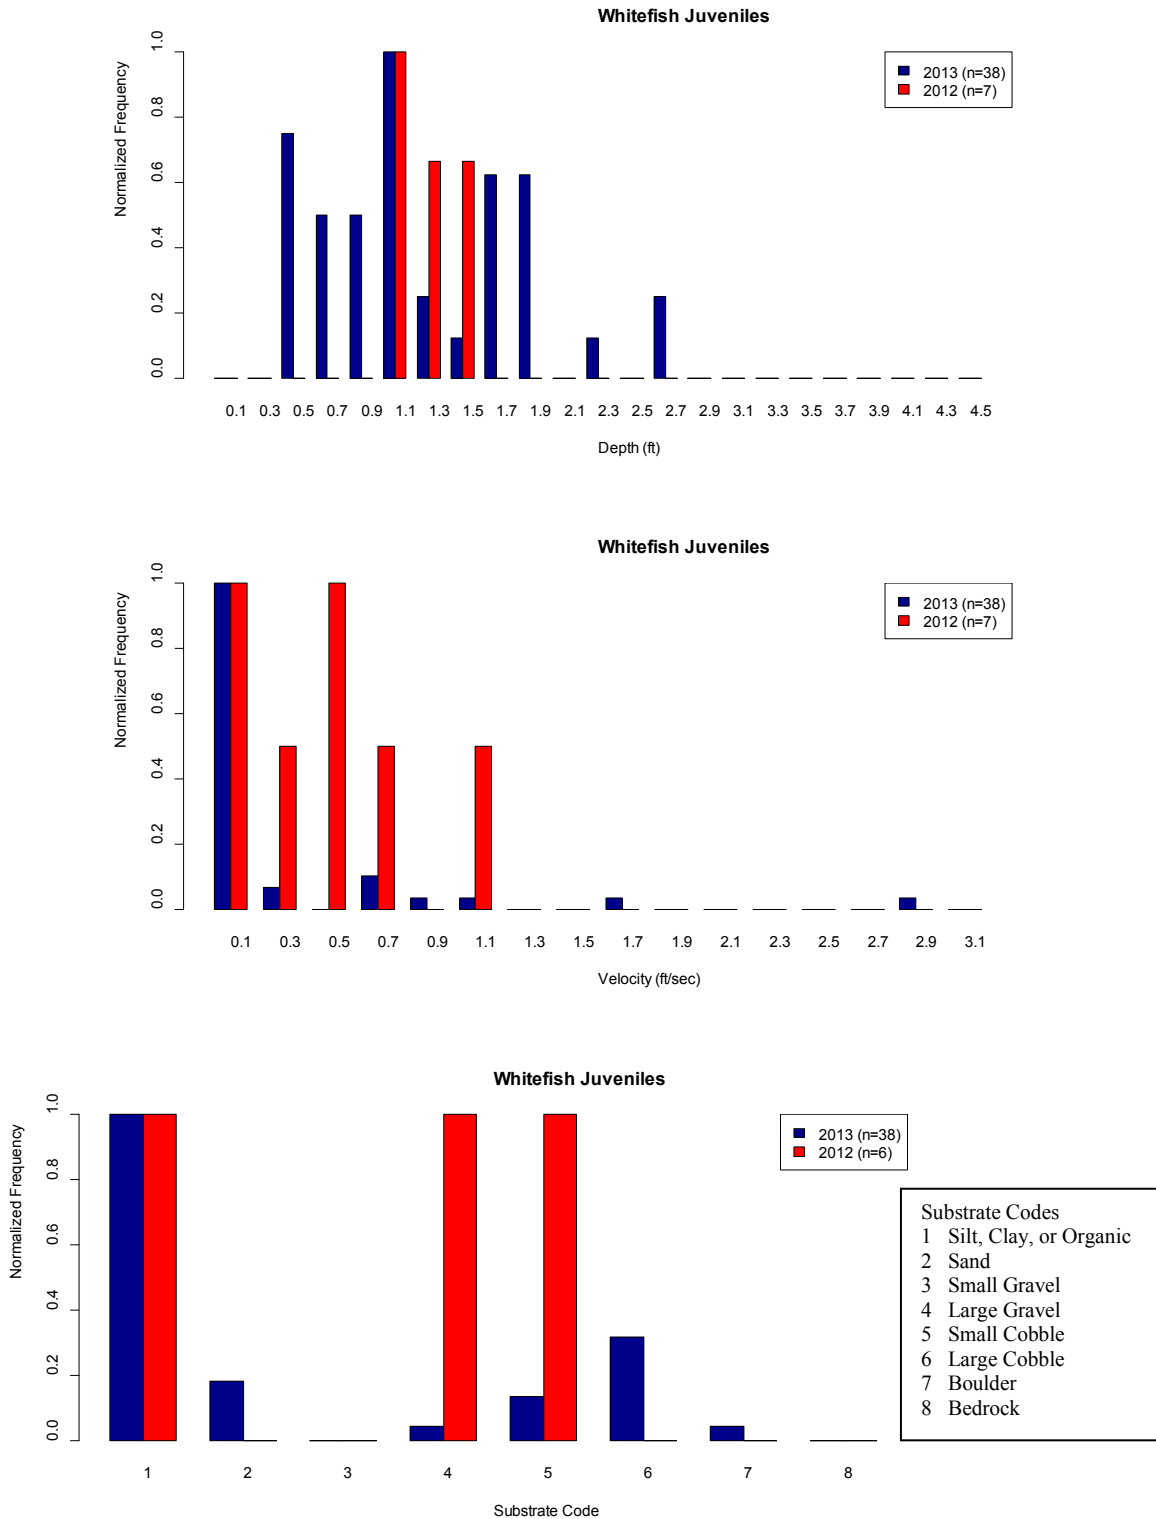 Whitefish Juveniles
Normalized Frequency
0.0 0.2 0.4 0.6 0.8 1.0
2013 (n=38)
2012 (n=7)
0.1 0.3 0.5 0.7 0.9 1.1 1.3 1.5 1.7 1.9 2.1 2.3 2.5 2.7 2.9 3.1 3.3 3.5 3.7 3.9 4.1 4.3 4.5
Depth (ft)
Whitefish Juveniles
Normalized Frequency
0.0 0.2 0.4 0.6 0.8 1.0
2013 (n=38)
2012 (n=7)
0.1 0.3 0.5 0.7 0.9 1.1 1.3 1.5 1.7 1.9 2.1 2.3 2.5 2.7 2.9 3.1
Velocity (ft/sec)
Whitefish Juveniles
Normalized Frequency
0.0 0.2 0.4 0.6 0.8 1.0
2013 (n=38)
2012 (n=6)
1 2 3 4 5 6 7 8
Substrate Code
Substrate Codes
1 Silt, Clay, or Organic
2 Sand
3 Small Gravel
4 Large Gravel
5 Small Cobble
6 Large Cobble
7 Boulder
8 Bedrock